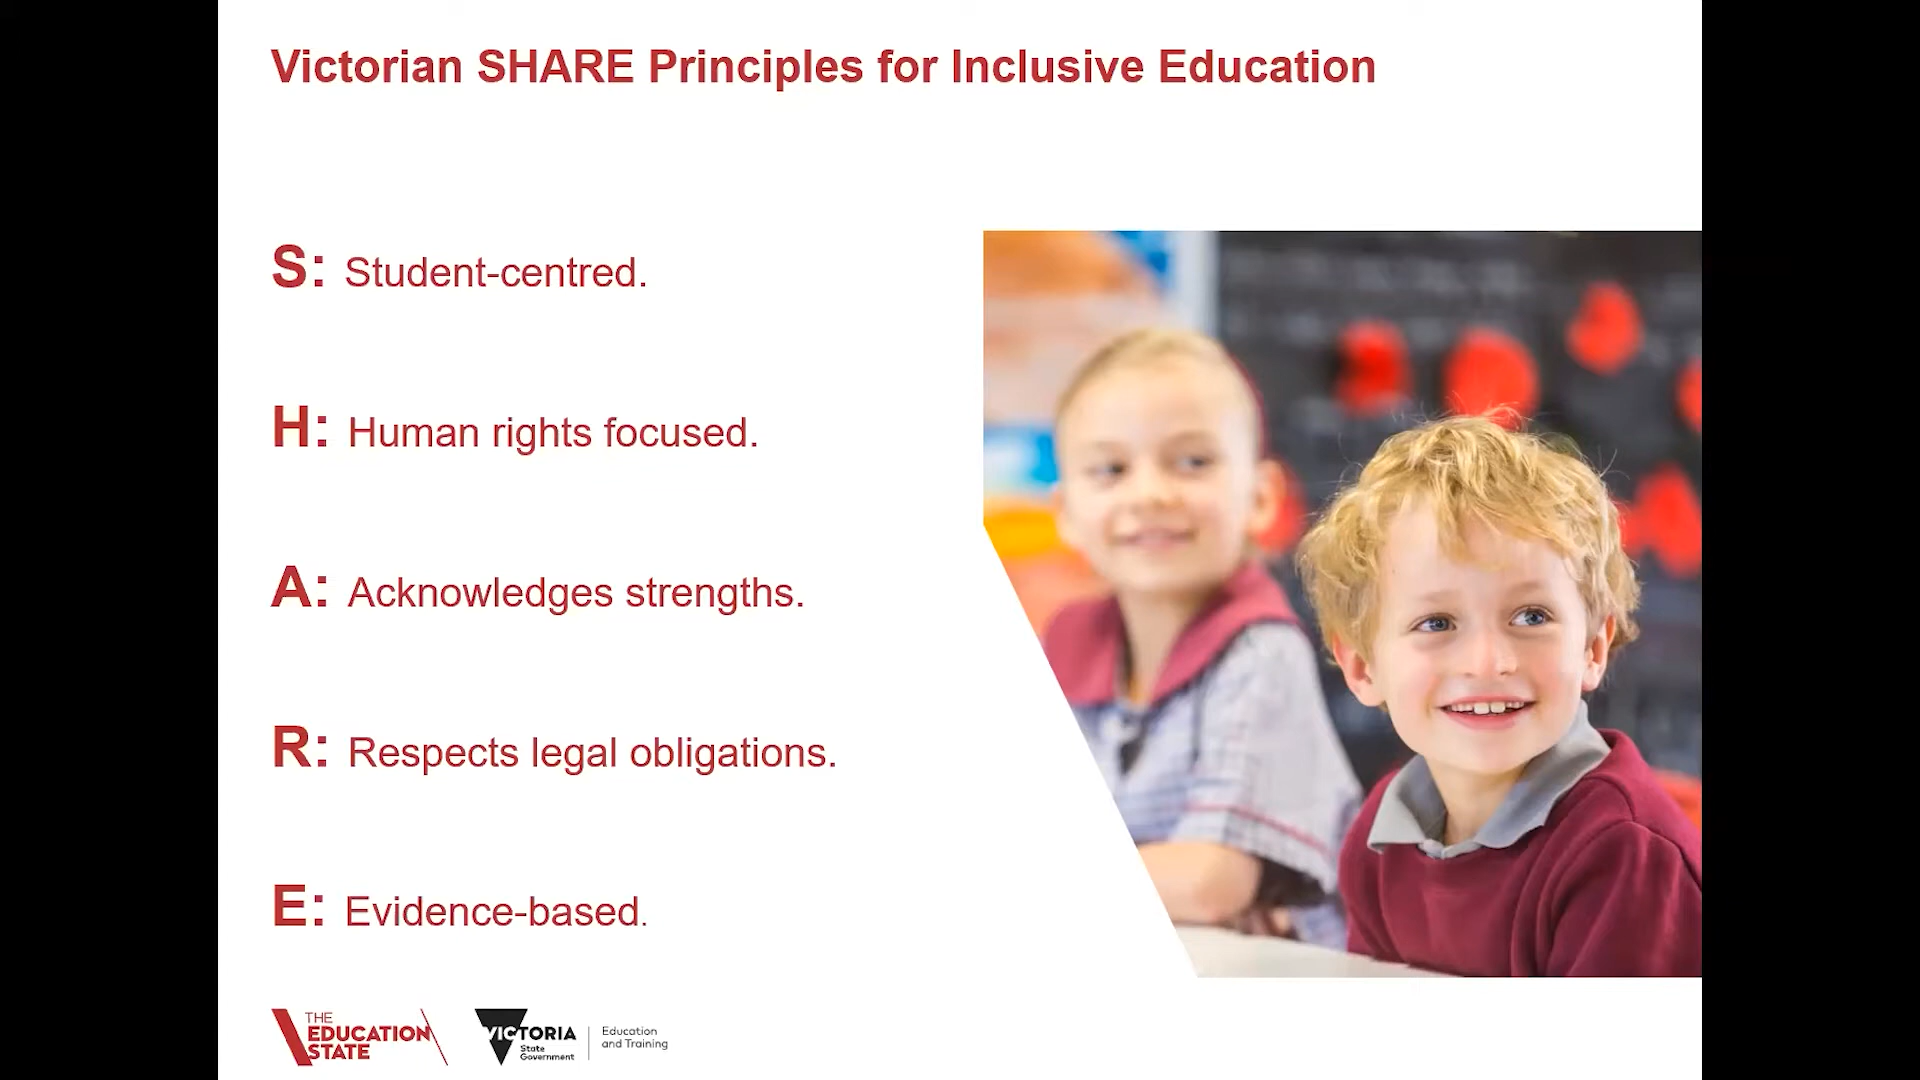 Victorian SHARE Principles for Inclusive Education
S: Student-centred.
H: Human rights focused.
A: Acknowledges strengths.
R: Respects legal obligations.
E: Evidence-based.
THE
EDUCATION
STATE
VICTORIA
State
Government
Education
and Training